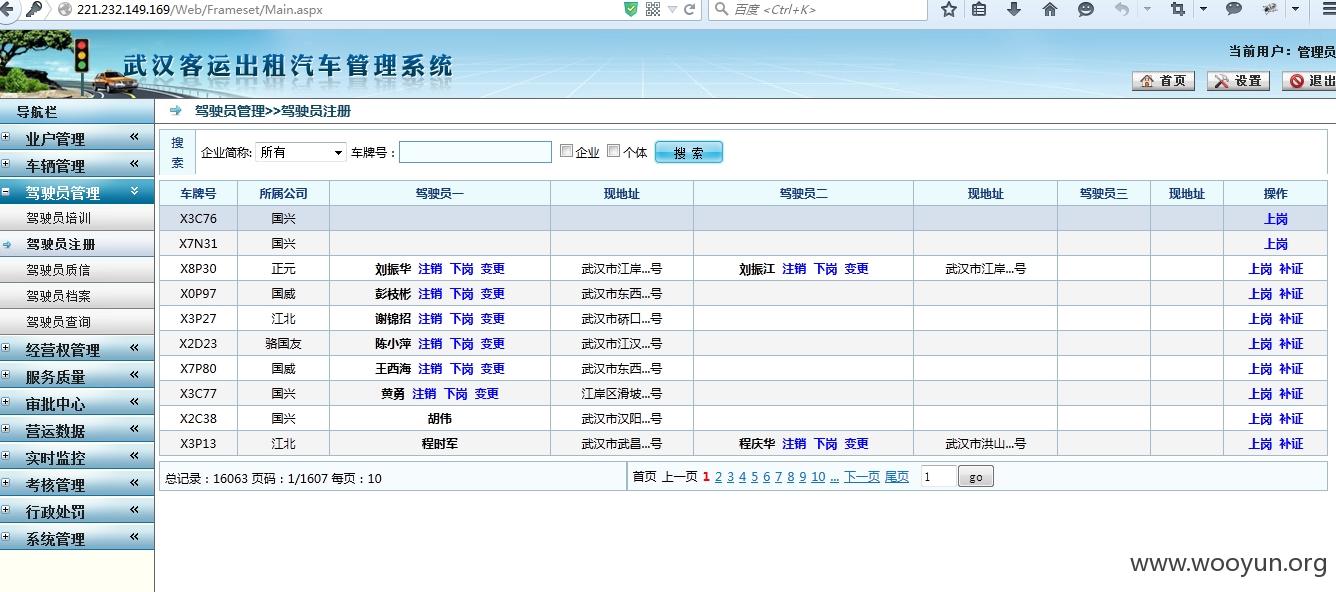 221.232.149.169/Web/Frameset/Main.aspx
百度 <Ctrl+K>
武汉客运出租汽车管理系统
当前用户：管理员
首页 设置 退出
导航栏
驾驶员管理>>驾驶员注册
业户管理
车辆管理
驾驶员管理
驾驶员培训
驾驶员注册
驾驶员质信
驾驶员档案
驾驶员查询
经营权管理
服务质量
审批中心
营运数据
实时监控
考核管理
行政处罚
系统管理
搜索
企业简称: 所有 车牌号： 企业 个体 搜 索
车牌号 所属公司 驾驶员一 现地址 驾驶员二 现地址 驾驶员三 现地址 操作
X3C76 国兴 上岗
X7N31 国兴 上岗
X8P30 正元 刘振华 注销 下岗 变更 武汉市江岸...号 刘振江 注销 下岗 变更 武汉市江岸...号 上岗 补证
X0P97 国威 彭枝彬 注销 下岗 变更 武汉市东西...号 上岗 补证
X3P27 江北 谢锦招 注销 下岗 变更 武汉市硚口...号 上岗 补证
X2D23 骆国友 陈小萍 注销 下岗 变更 武汉市江汉...号 上岗 补证
X7P80 国威 王西海 注销 下岗 变更 武汉市东西...号 上岗 补证
X3C77 国兴 黄勇 注销 下岗 变更 江岸区滑坡...号 上岗 补证
X2C38 国兴 胡伟 武汉市汉阳...号 上岗 补证
X3P13 江北 程时军 武汉市武昌...号 程庆华 注销 下岗 变更 武汉市洪山...号 上岗 补证
总记录：16063 页码：1/1607 每页：10
首页 上一页 1 2 3 4 5 6 7 8 9 10 ... 下一页 尾页 1 go
www.wooyun.org